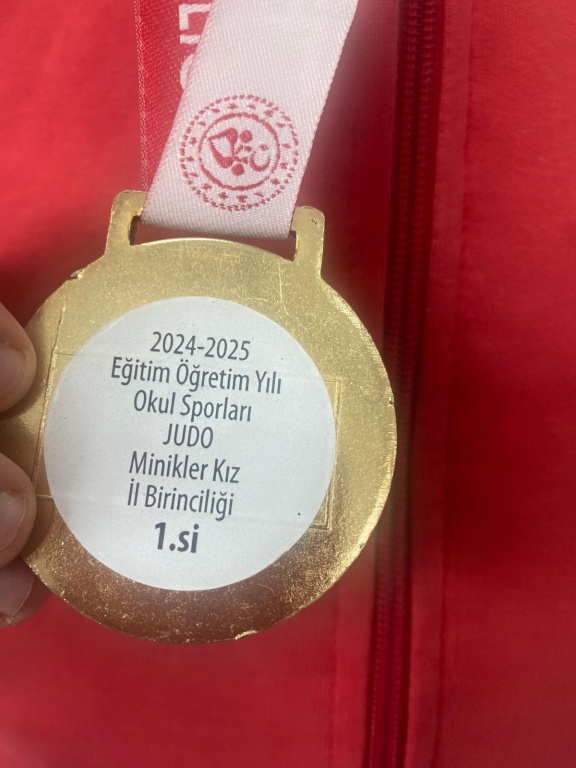 2024-2025
Eğitim Öğretim Yılı
Okul Sporları
JUDO
Minikler Kız
İl Birinciliği
1.si